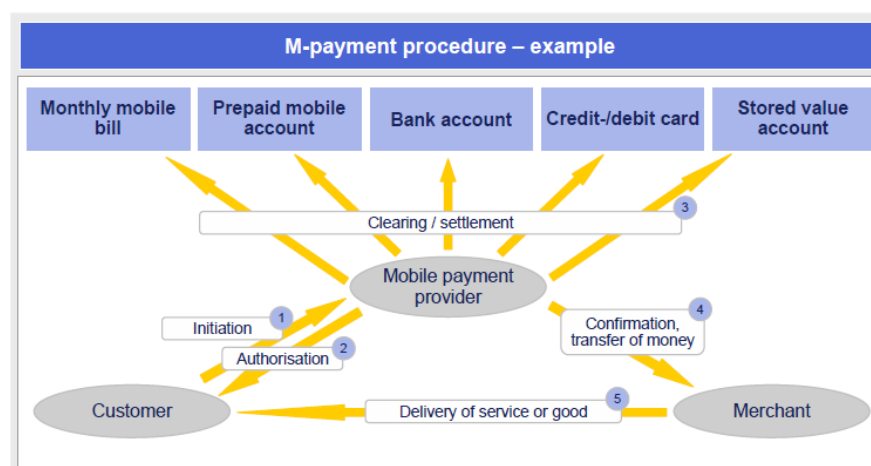 M-payment procedure – example
Monthly mobile
bill
Prepaid mobile
account
Bank account
Credit-/debit card
Stored value
account
3
Clearing / settlement
Mobile payment
provider
1
Initiation
2
Authorisation
4
Confirmation,
transfer of money
Customer
5
Delivery of service or good
Merchant